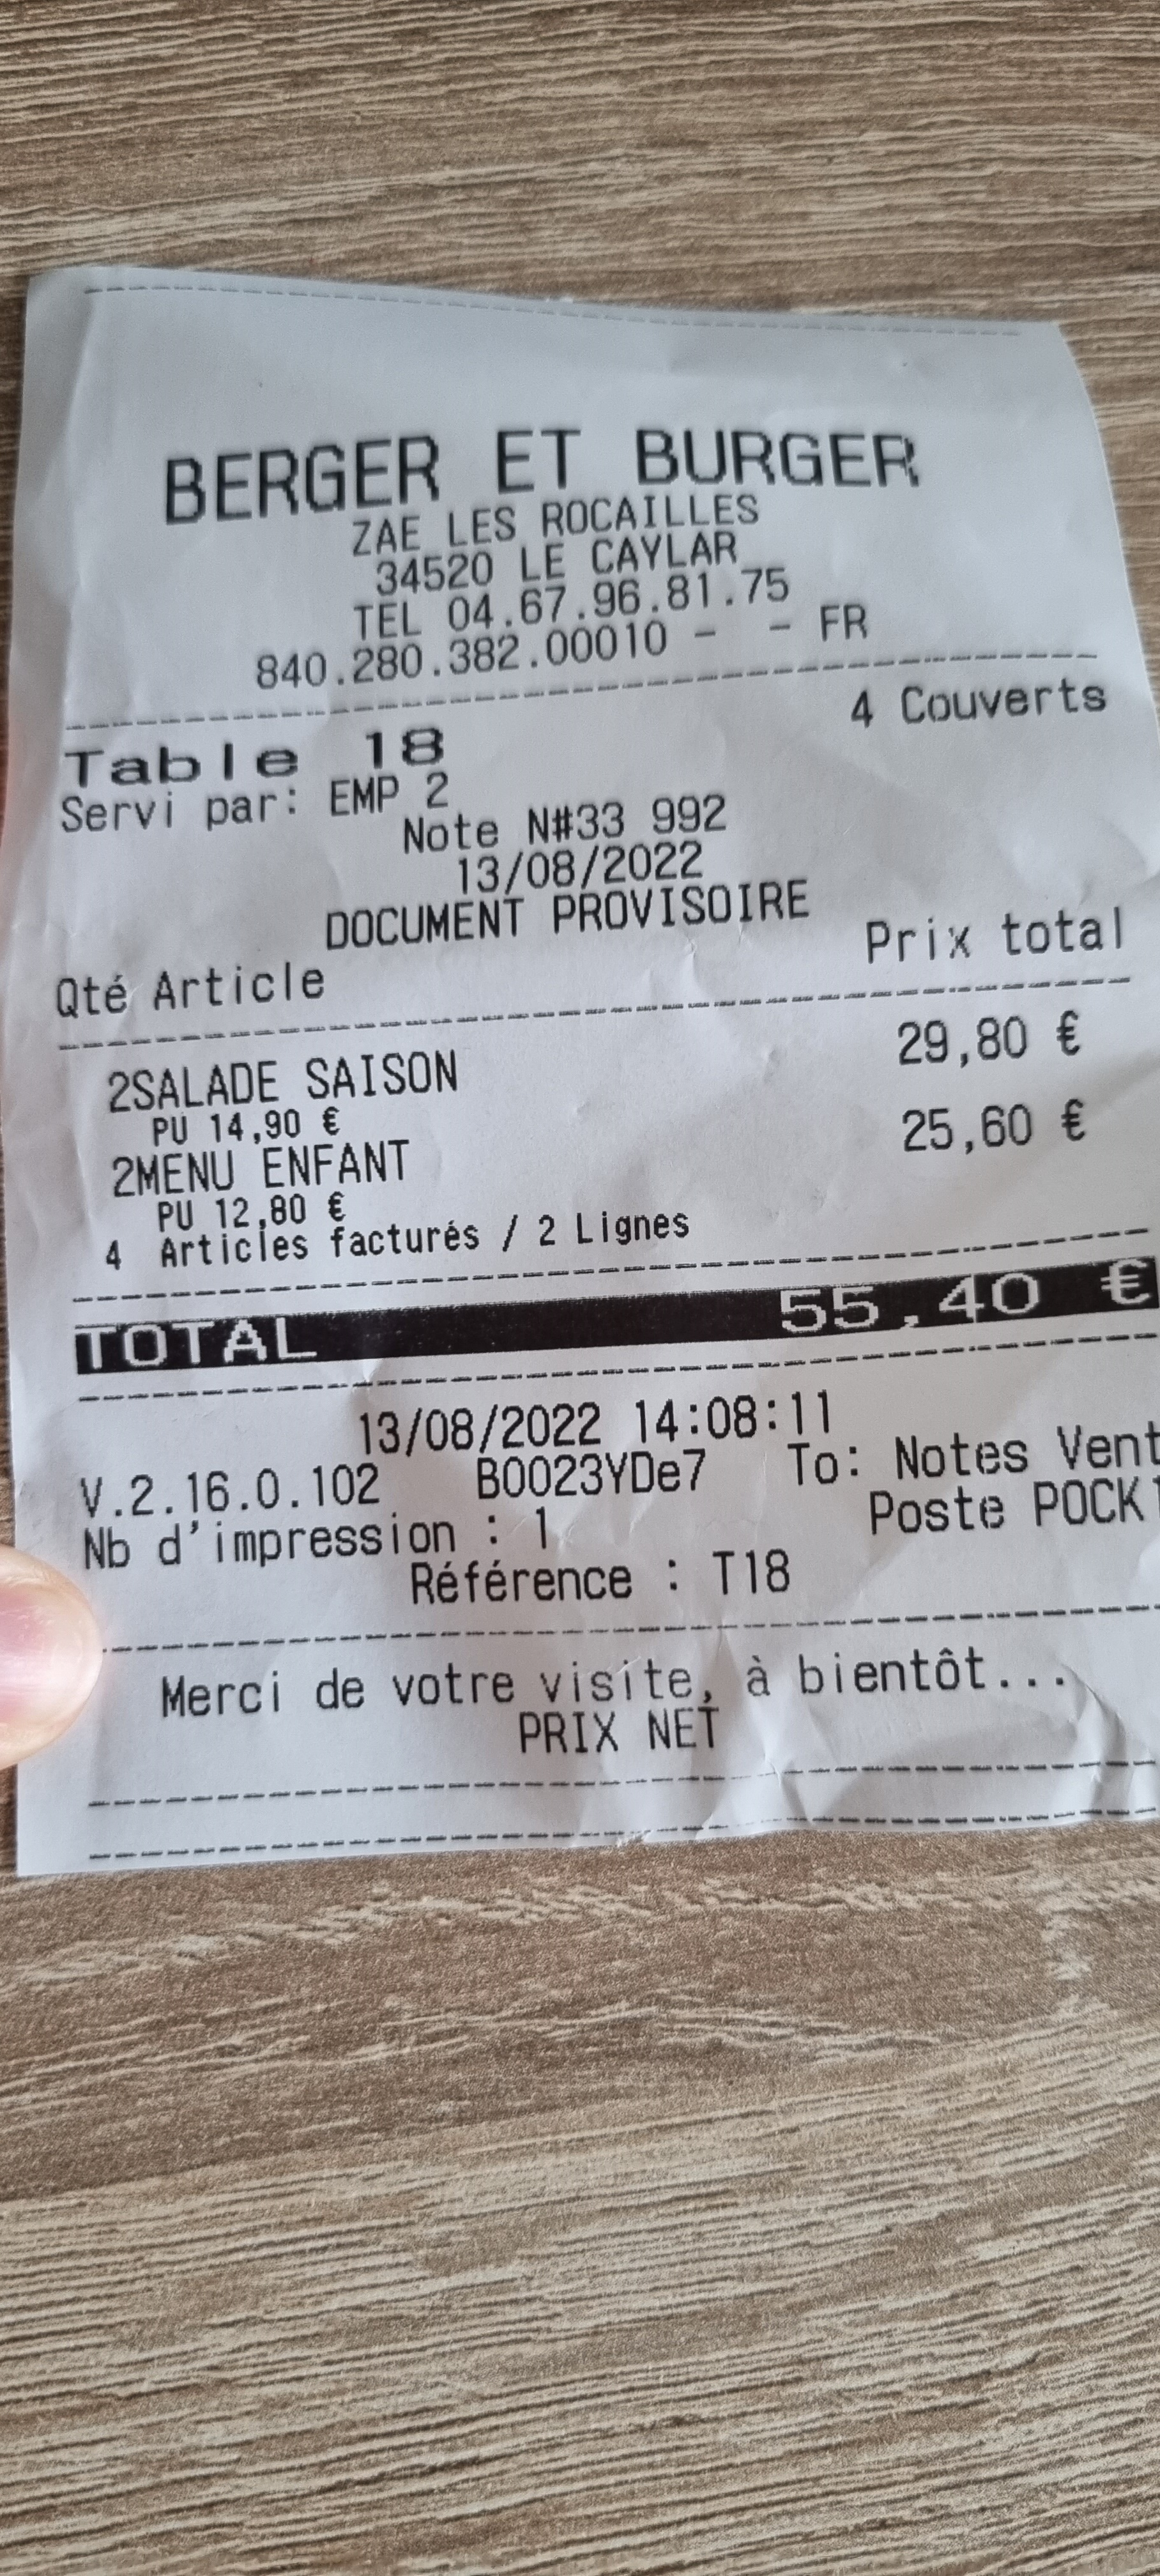 BERGER ET BURGER
ZAE LES ROCAILLES
34520 LE CAYLAR
TEL 04.67.96.81.75
840.280.382.00010 - - FR
4 Couverts
Table 18
Servi par: EMP 2
Note N#33 992
13/08/2022
DOCUMENT PROVISOIRE
Qté Article Prix total
2SALADE SAISON 29,80 €
PU 14,90 €
2MENU ENFANT 25,60 €
PU 12,80 €
4 Articles facturés / 2 Lignes
TOTAL 55,40 €
13/08/2022 14:08:11
V.2.16.0.102 B0023YDe7 To: Notes Vent
Nb d'impression : 1 Poste POCK
Référence : T18
Merci de votre visite, à bientôt...
PRIX NET